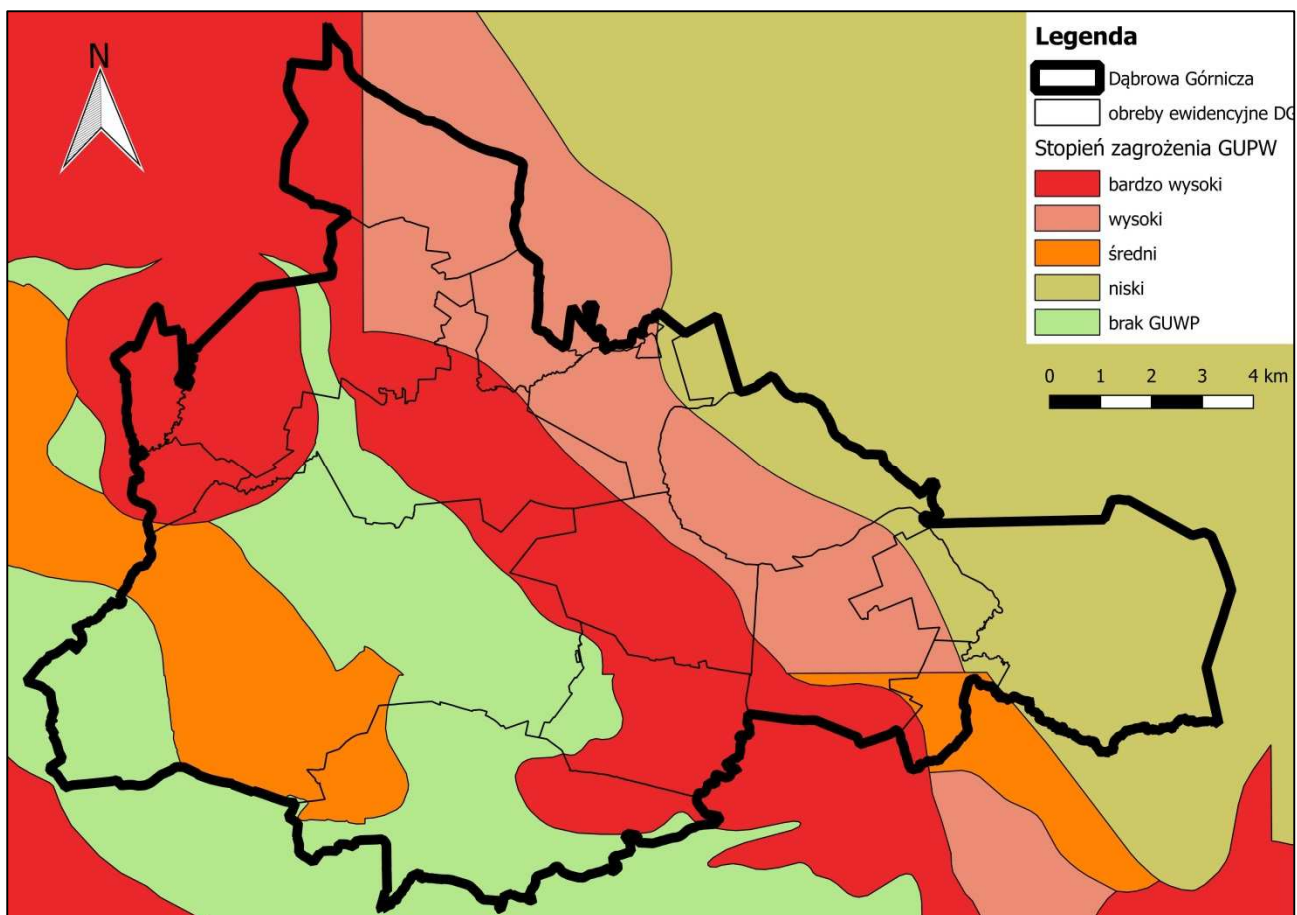 N
Legenda
Dąbrowa Górnicza
obreby ewidencyjne DG
Stopień zagrożenia GUPW
bardzo wysoki
wysoki
średni
niski
brak GUWP
0 1 2 3 4 km